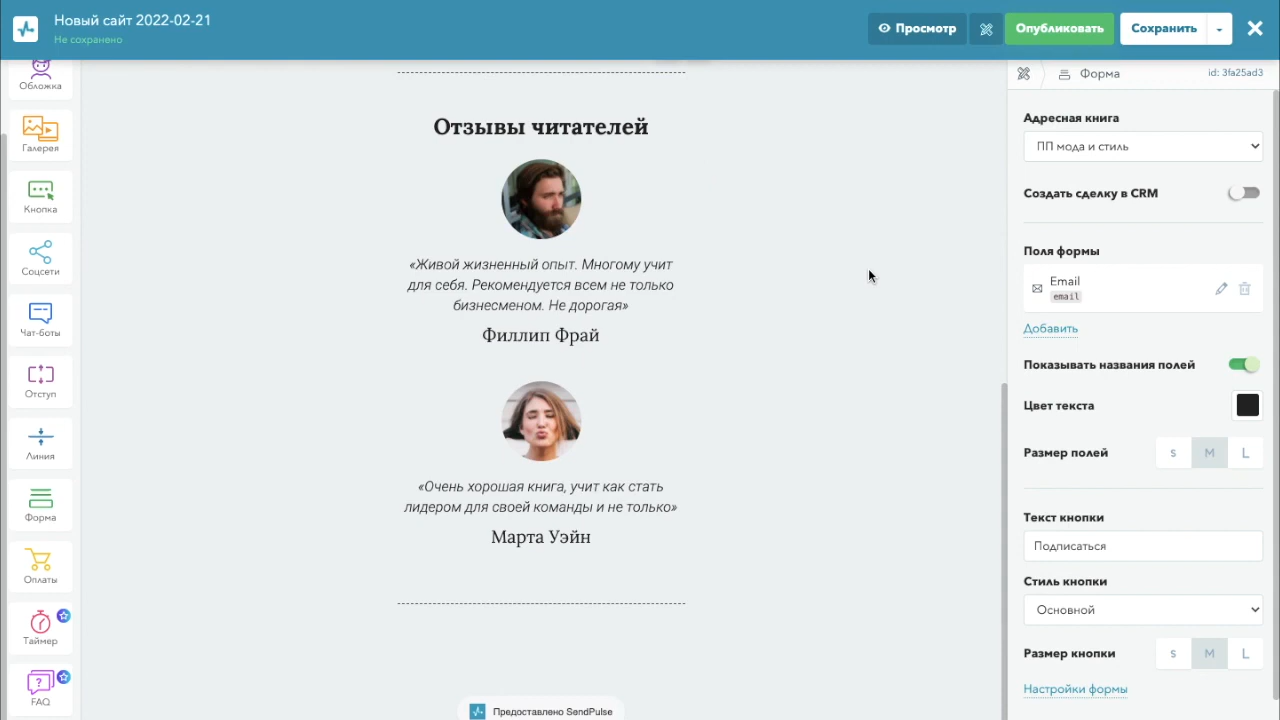 Новый сайт 2022-02-21
Не сохранено
Просмотр
Опубликовать
Сохранить
Обложка
Галерея
Кнопка
Соцсети
Чат-боты
Отступ
Линия
Форма
Оплаты
Таймер
FAQ
Отзывы читателей
«Живой жизненный опыт. Многому учит
для себя. Рекомендуется всем не только
бизнесменом. Не дорогая»
Филлип Фрай
«Очень хорошая книга, учит как стать
лидером для своей команды и не только»
Марта Уэйн
Предоставлено SendPulse
Форма
id: 3fa25ad3
Адресная книга
ПП мода и стиль
Создать сделку в CRM
Поля формы
Email
email
Добавить
Показывать названия полей
Цвет текста
Размер полей
S M L
Текст кнопки
Подписаться
Стиль кнопки
Основной
Размер кнопки
S M L
Настройки формы